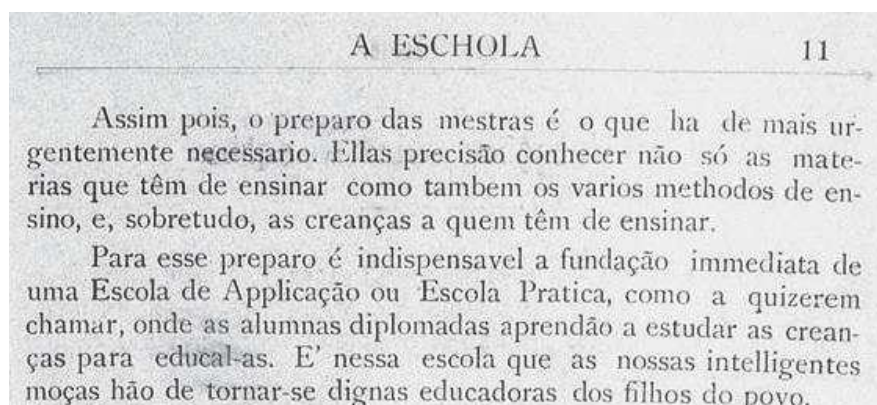 A ESCHOLA 11
Assim pois, o preparo das mestras é o que ha de mais ur-
gentemente necessario. Ellas precisão conhecer não só as mate-
rias que têm de ensinar como tambem os varios methodos de en-
sino, e, sobretudo, as creanças a quem têm de ensinar.
Para esse preparo é indispensavel a fundação immediata de
uma Escola de Applicação ou Escola Pratica, como a quizerem
chamar, onde as alumnas diplomadas aprendão a estudar as crean-
ças para educal-as. E' nessa escola que as nossas intelligentes
moças hão de tornar-se dignas educadoras dos filhos do povo.